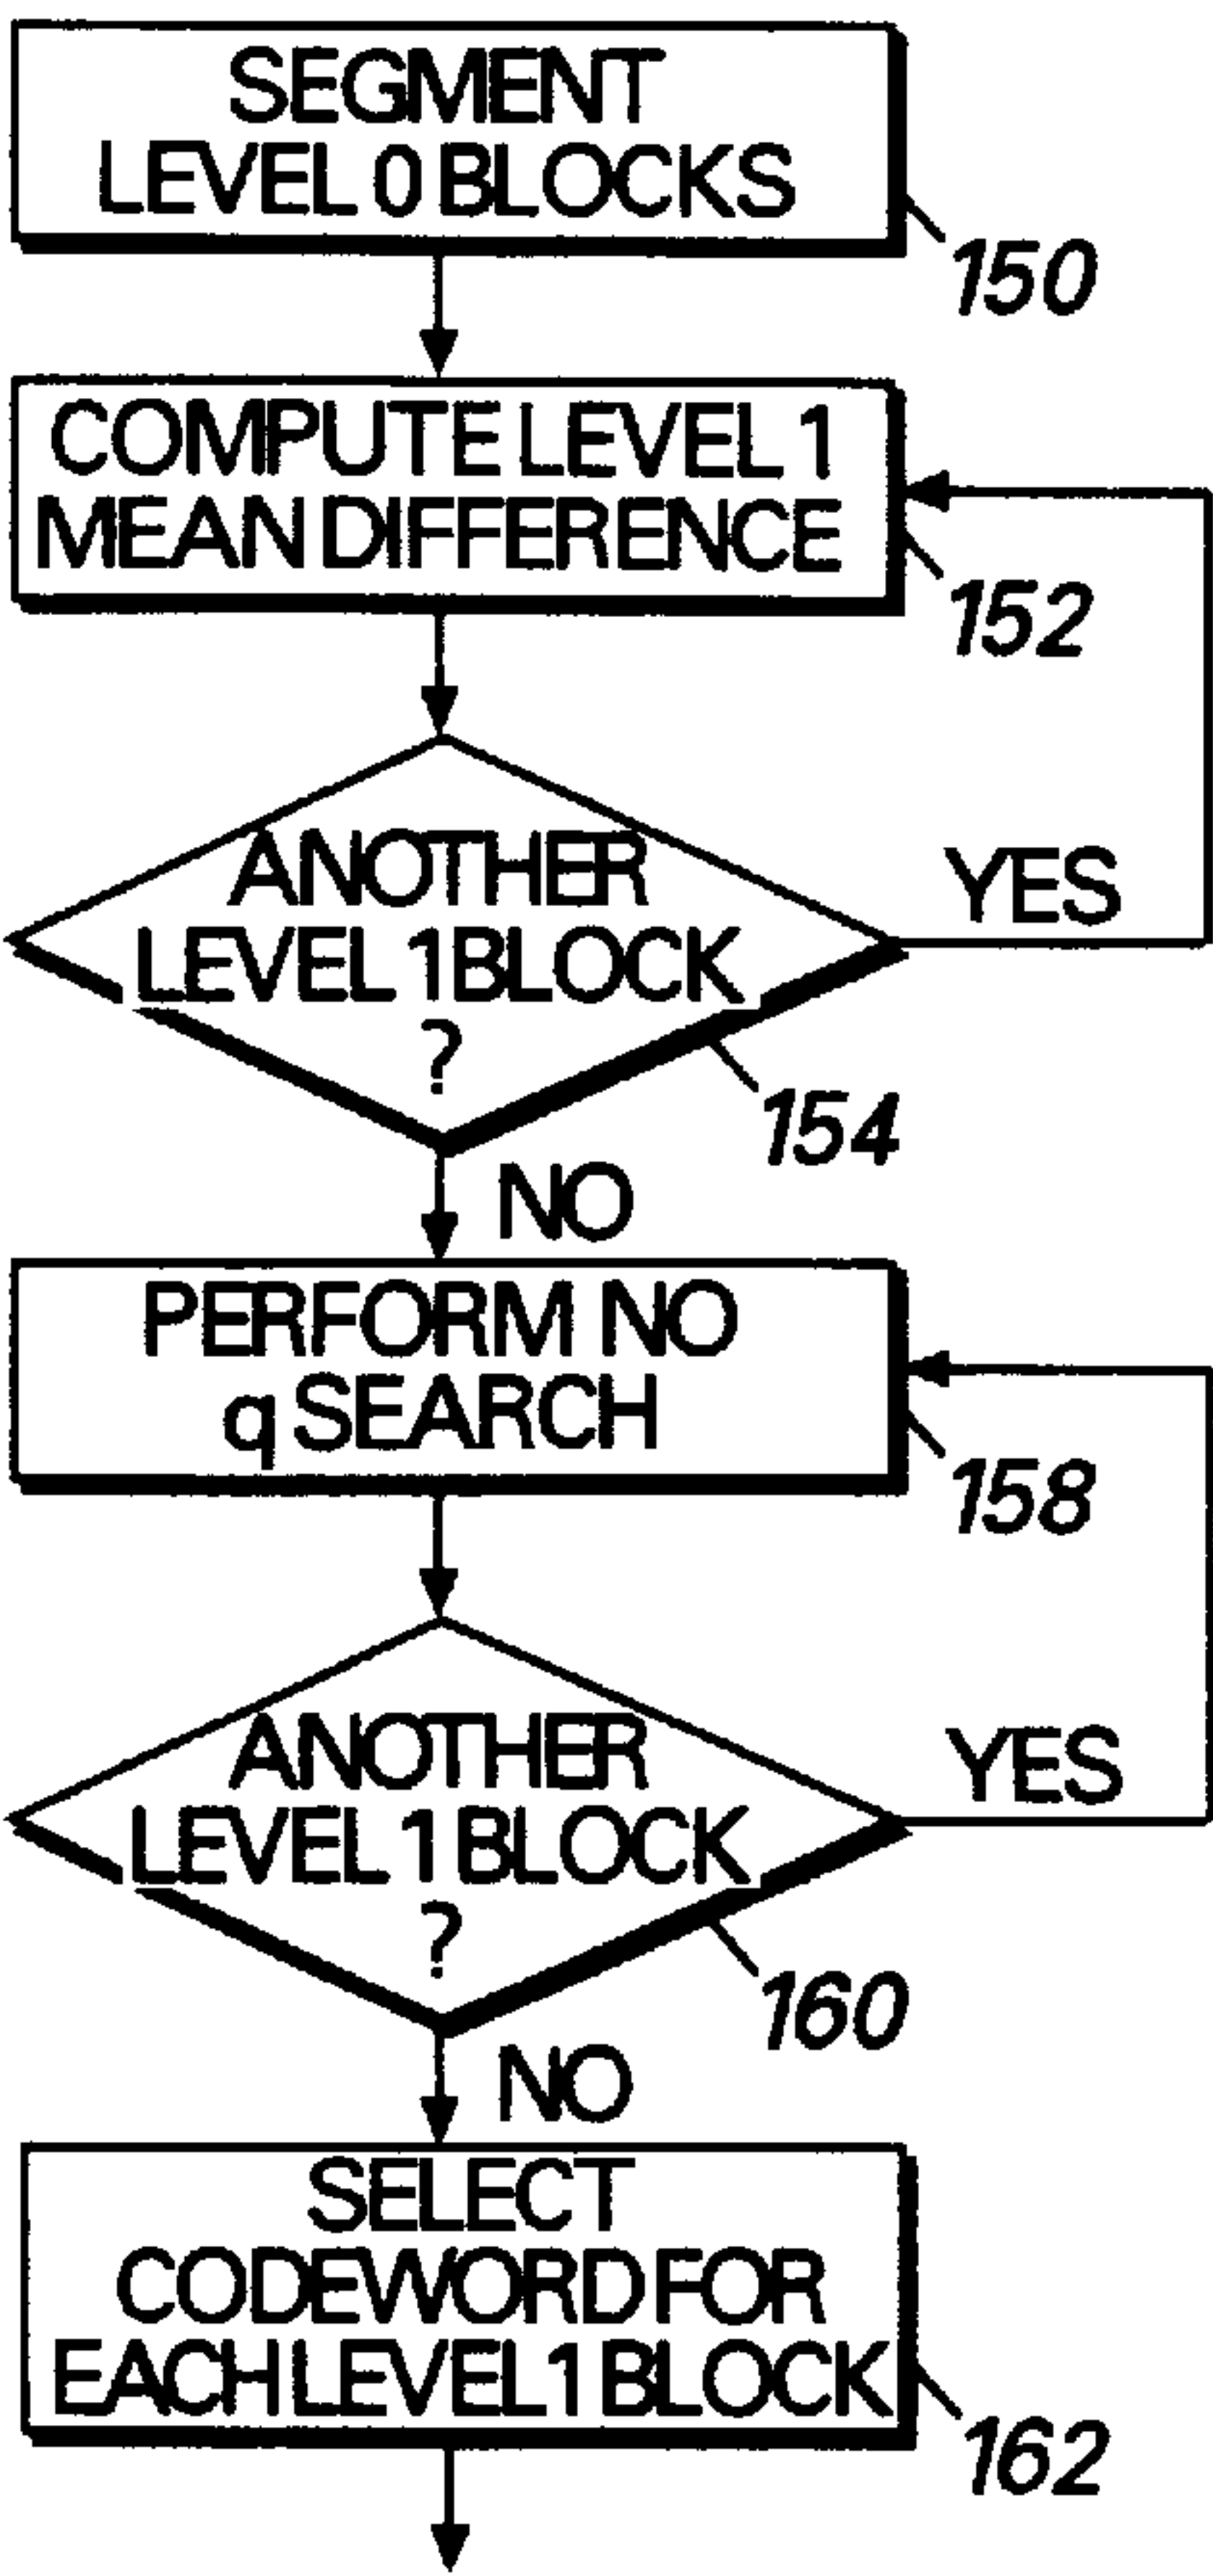 SEGMENT
LEVEL 0 BLOCKS
150
COMPUTE LEVEL 1
MEAN DIFFERENCE
152
ANOTHER
LEVEL 1 BLOCK
?
YES
154
NO
PERFORM NO
q SEARCH
158
ANOTHER
LEVEL 1 BLOCK
?
YES
160
NO
SELECT
CODEWORD FOR
EACH LEVEL 1 BLOCK
162